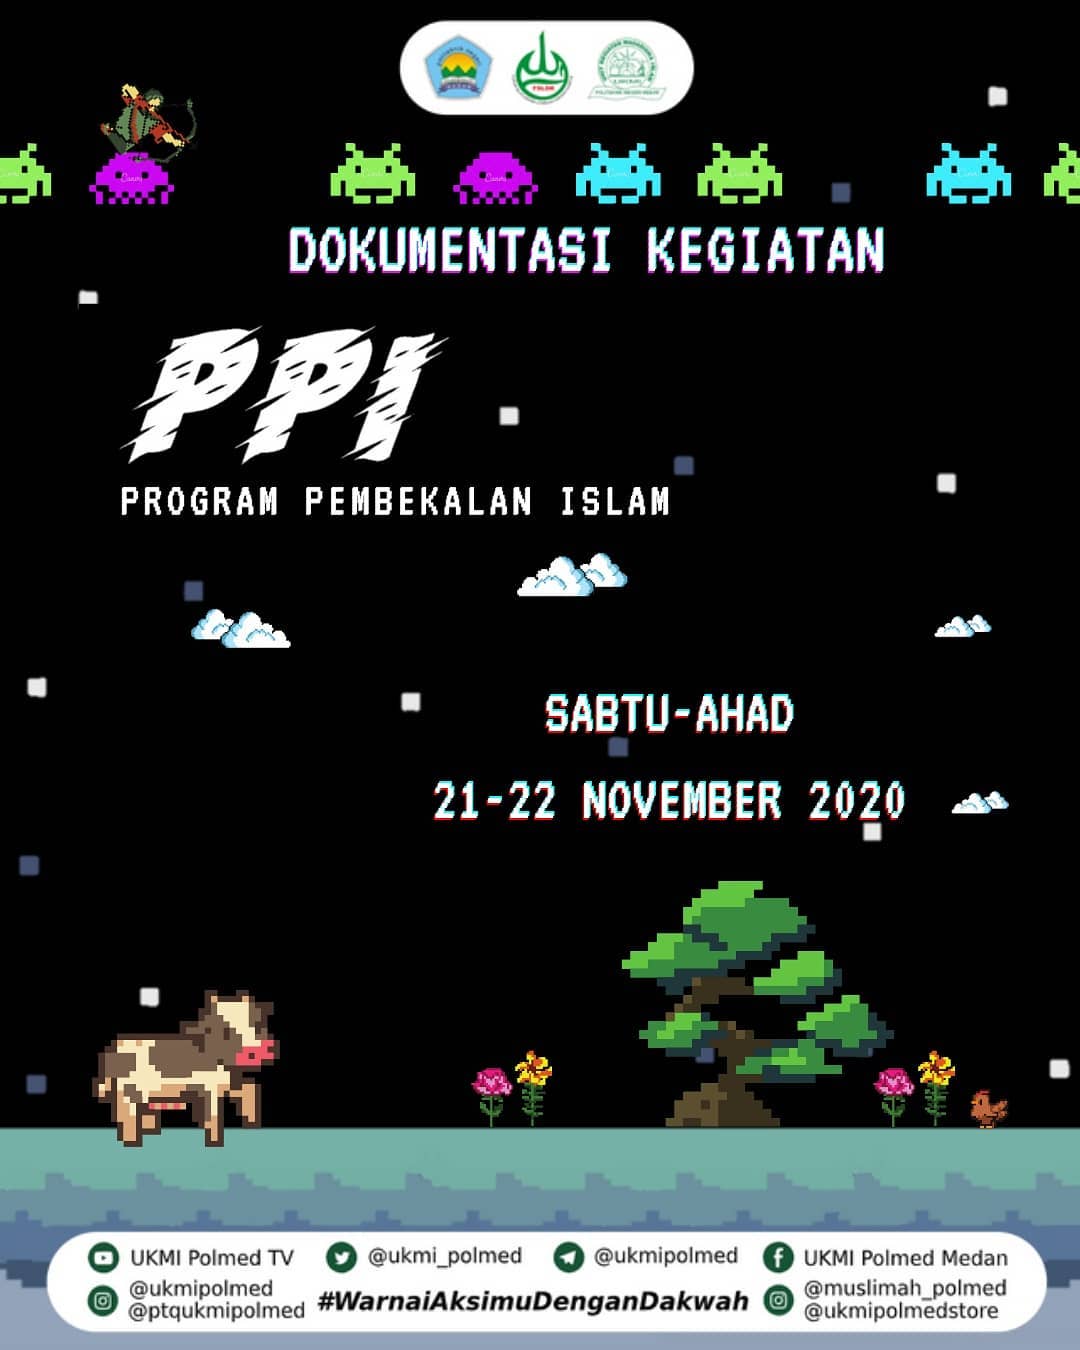 DOKUMENTASI KEGIATAN
PPI
PROGRAM PEMBEKALAN ISLAM
SABTU-AHAD
21-22 NOVEMBER 2020
UKMI Polmed TV
@ukmi_polmed
@ukmipolmed
UKMI Polmed Medan
@ukmipolmed
@ptqukmipolmed
#WarnaiAksimuDenganDakwah
@muslimah_polmed
@ukmipolmedstore